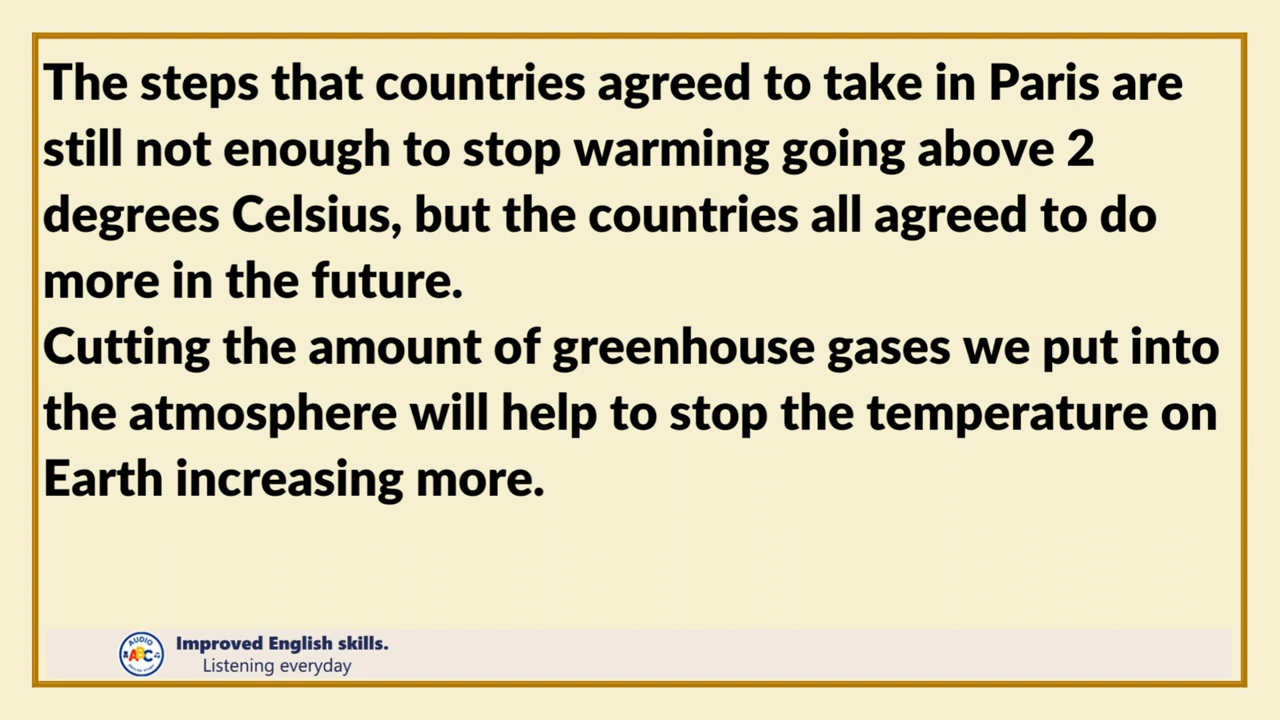 The steps that countries agreed to take in Paris are
still not enough to stop warming going above 2
degrees Celsius, but the countries all agreed to do
more in the future.
Cutting the amount of greenhouse gases we put into
the atmosphere will help to stop the temperature on
Earth increasing more.
AUDIO
ABC
Improved English skills.
Listening everyday